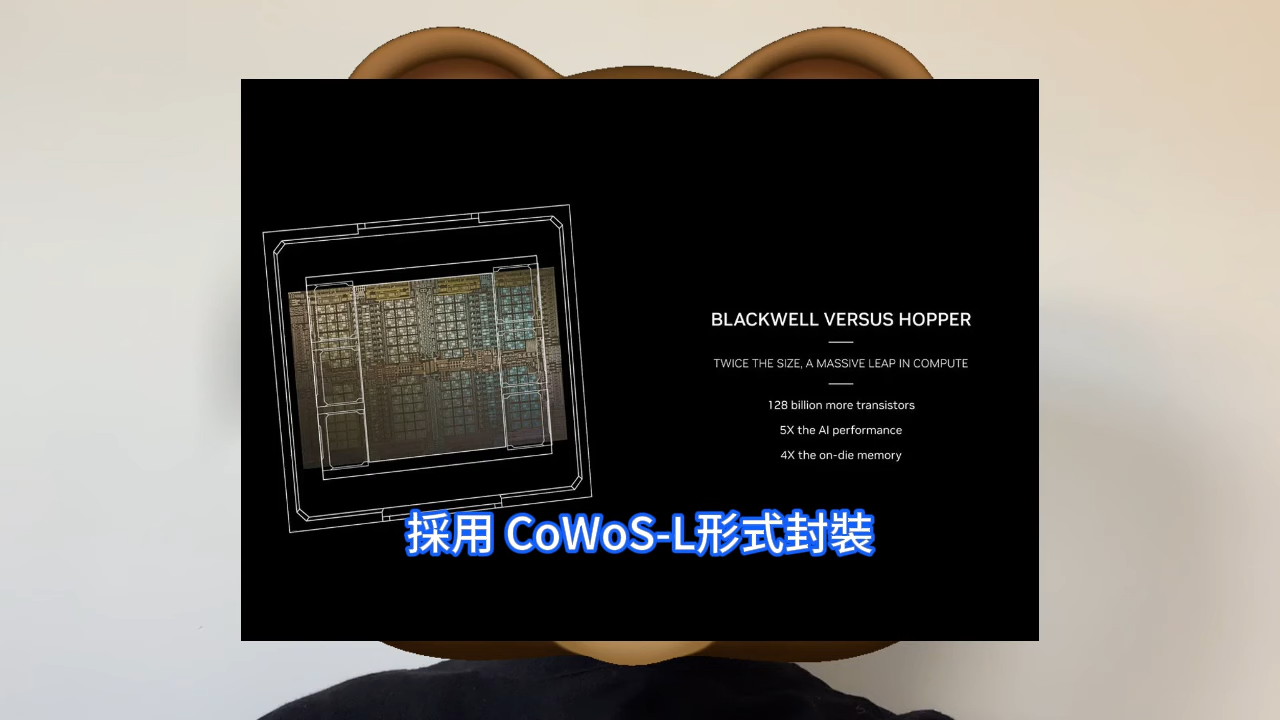 BLACKWELL VERSUS HOPPER
TWICE THE SIZE, A MASSIVE LEAP IN COMPUTE
128 billion more transistors
5X the AI performance
4X the on-die memory
採用 CoWoS-L形式封裝